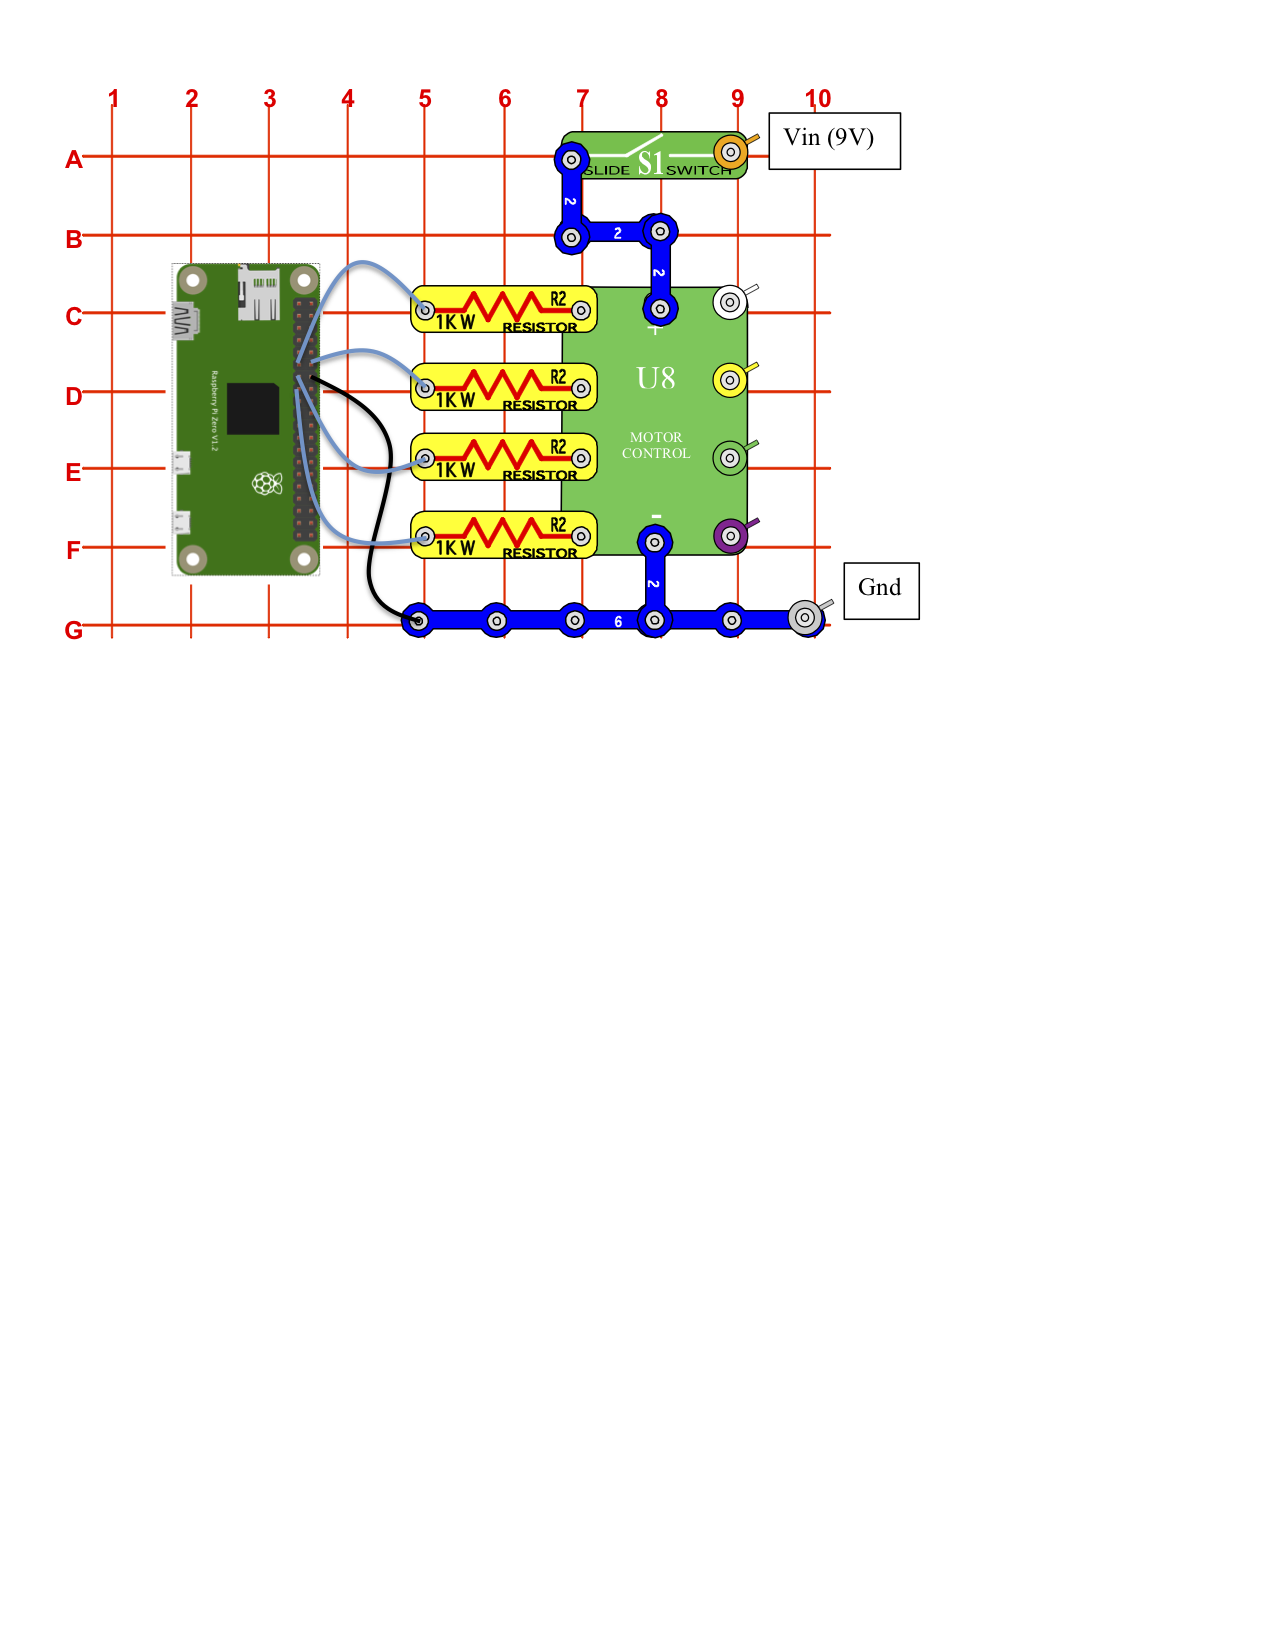 1 2 3 4 5 6 7 8 9 10
Vin (9V)
A
S1
SLIDE SWITCH
2
B
2
2
C
R2
1K W RESISTOR
+
D
R2
1K W RESISTOR
U8
Raspberry Pi Zero V1.2
MOTOR
CONTROL
E
R2
1K W RESISTOR
F
R2
1K W RESISTOR
-
2
Gnd
G
6